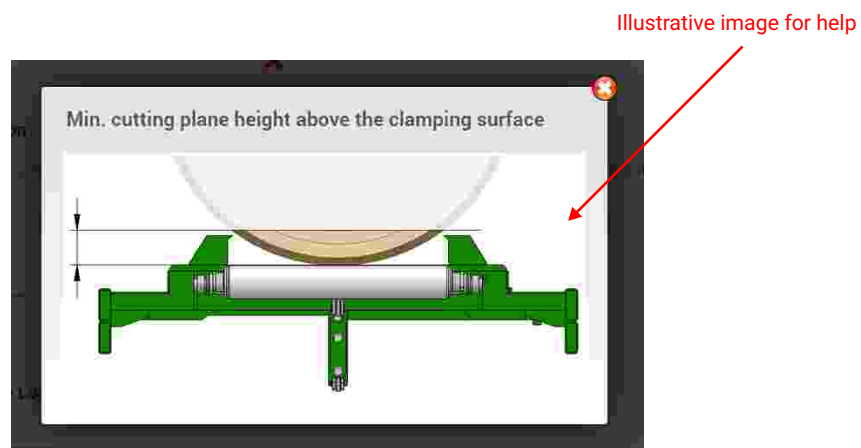 Illustrative image for help
Min. cutting plane height above the clamping surface